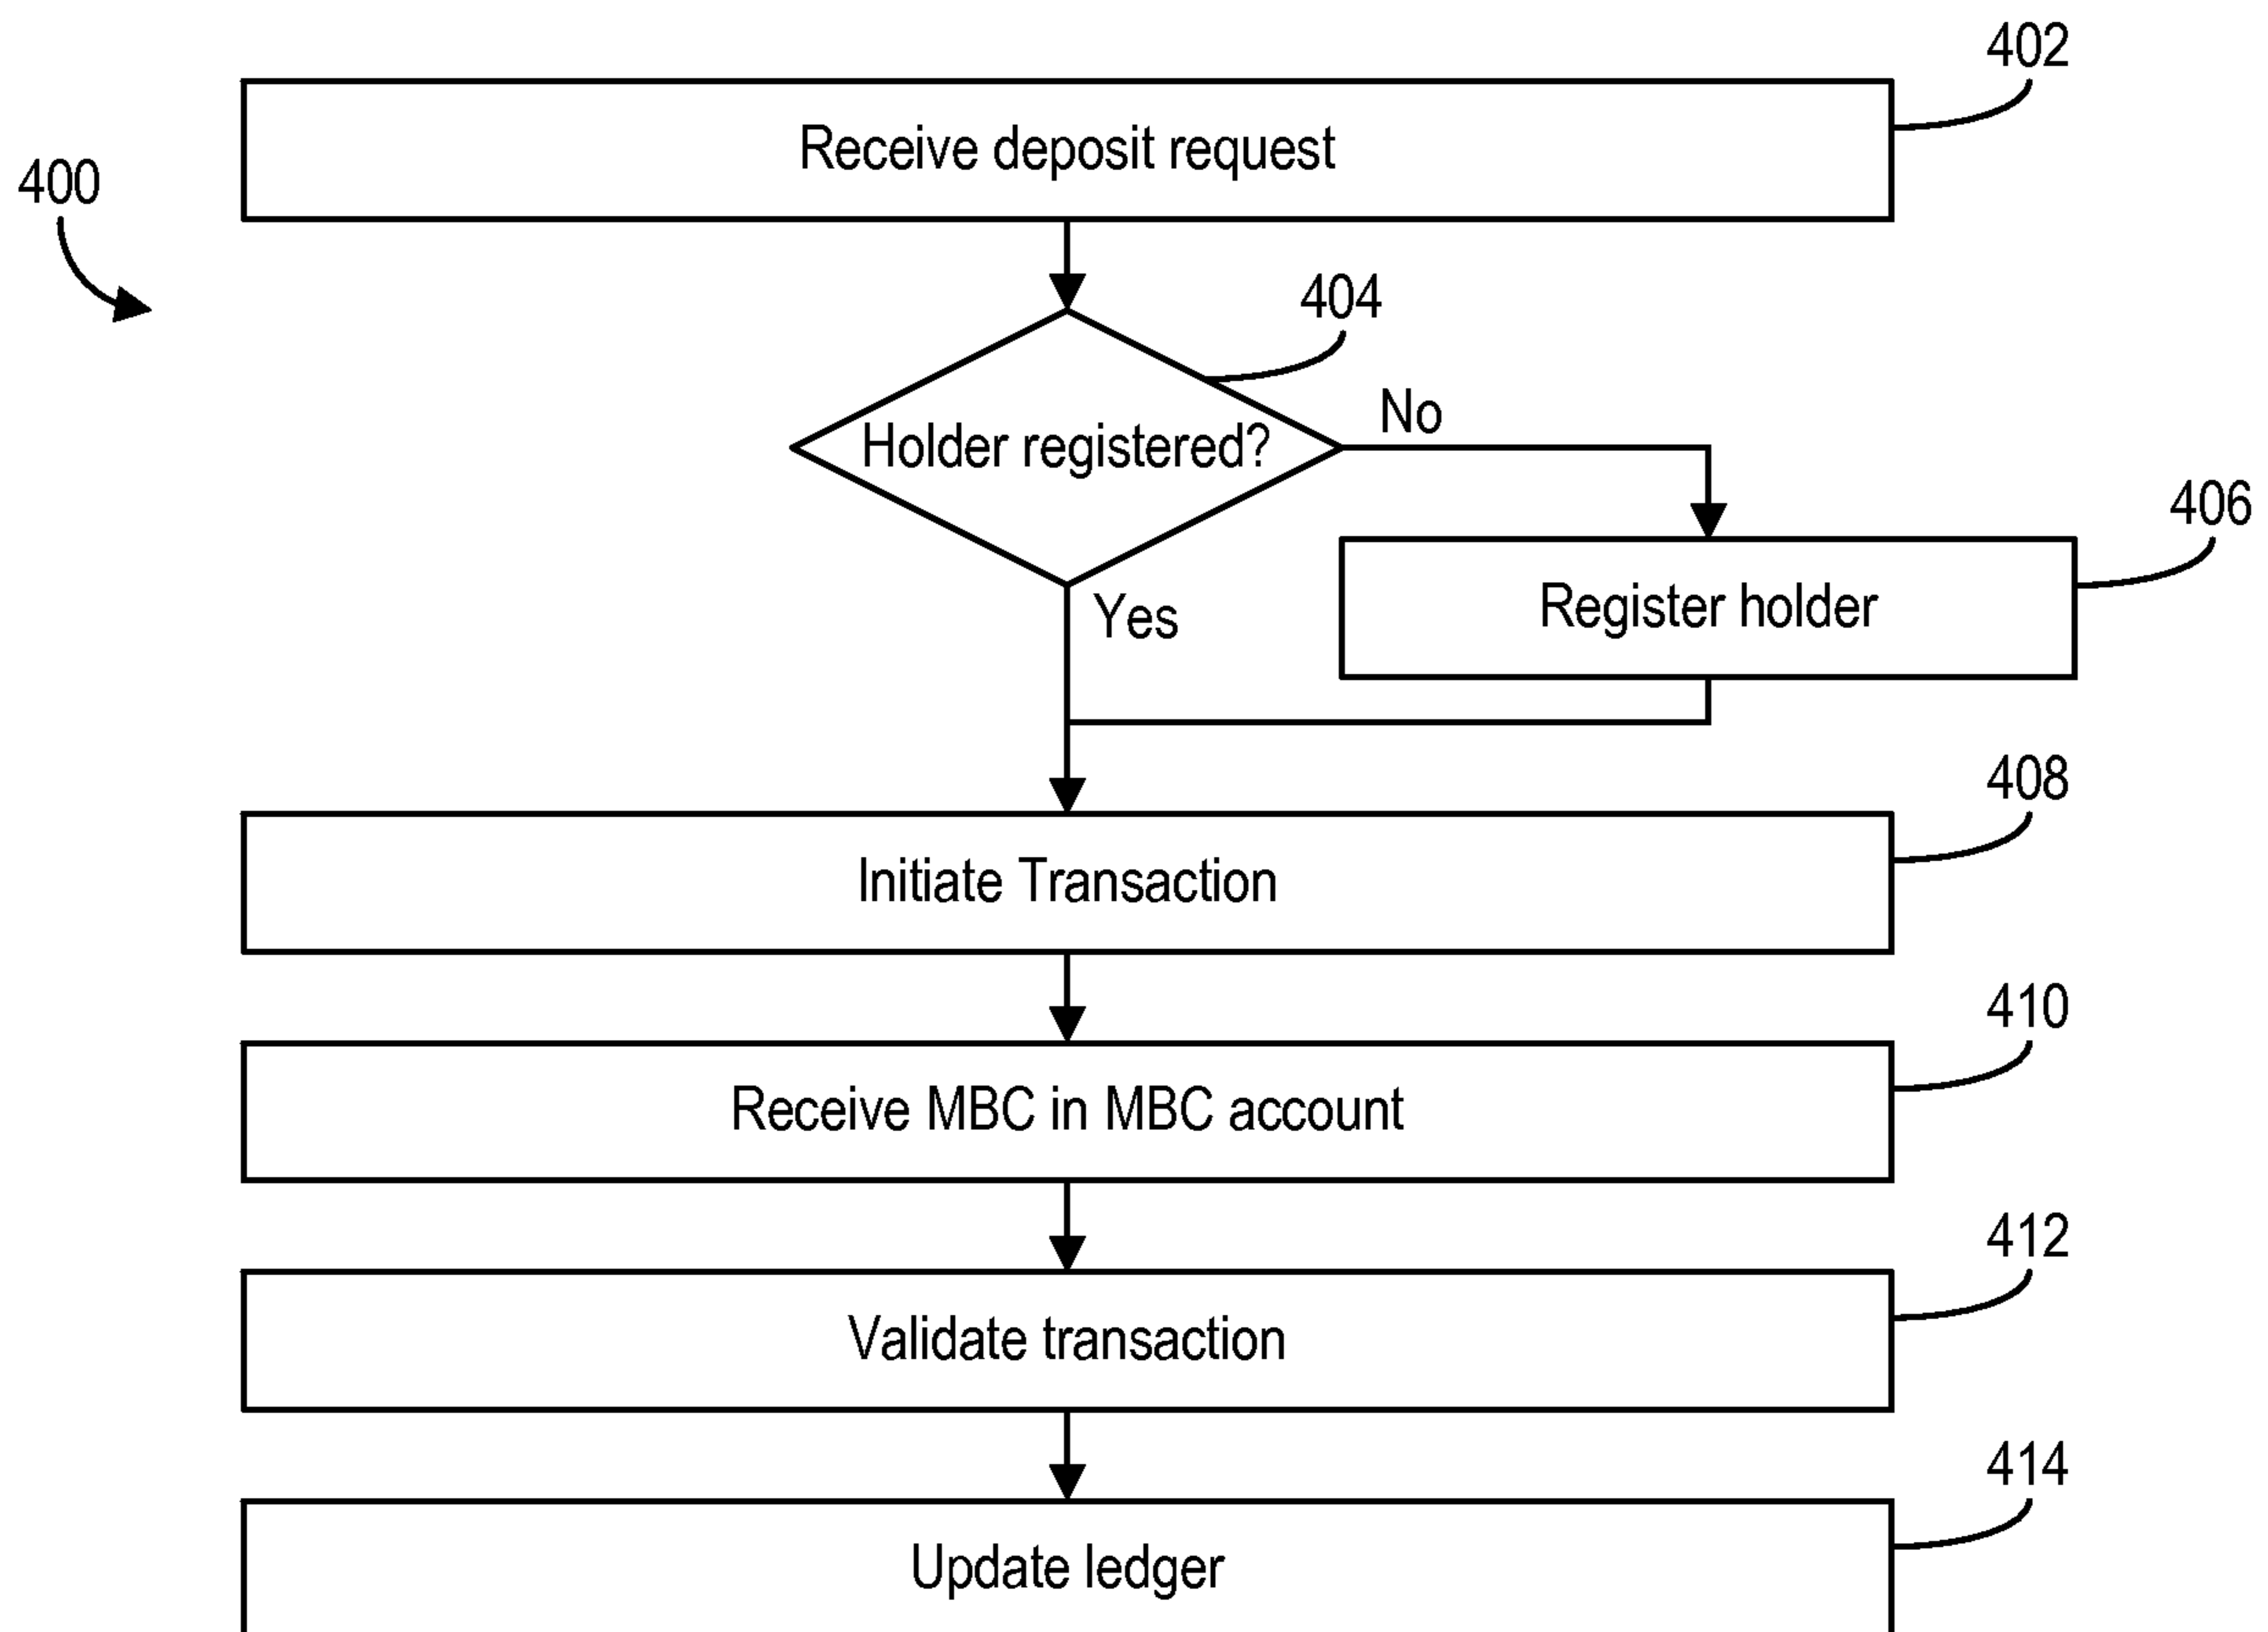 402
Receive deposit request
400
404
No
Holder registered?
406
Register holder
Yes
408
Initiate Transaction
410
Receive MBC in MBC account
412
Validate transaction
414
Update ledger